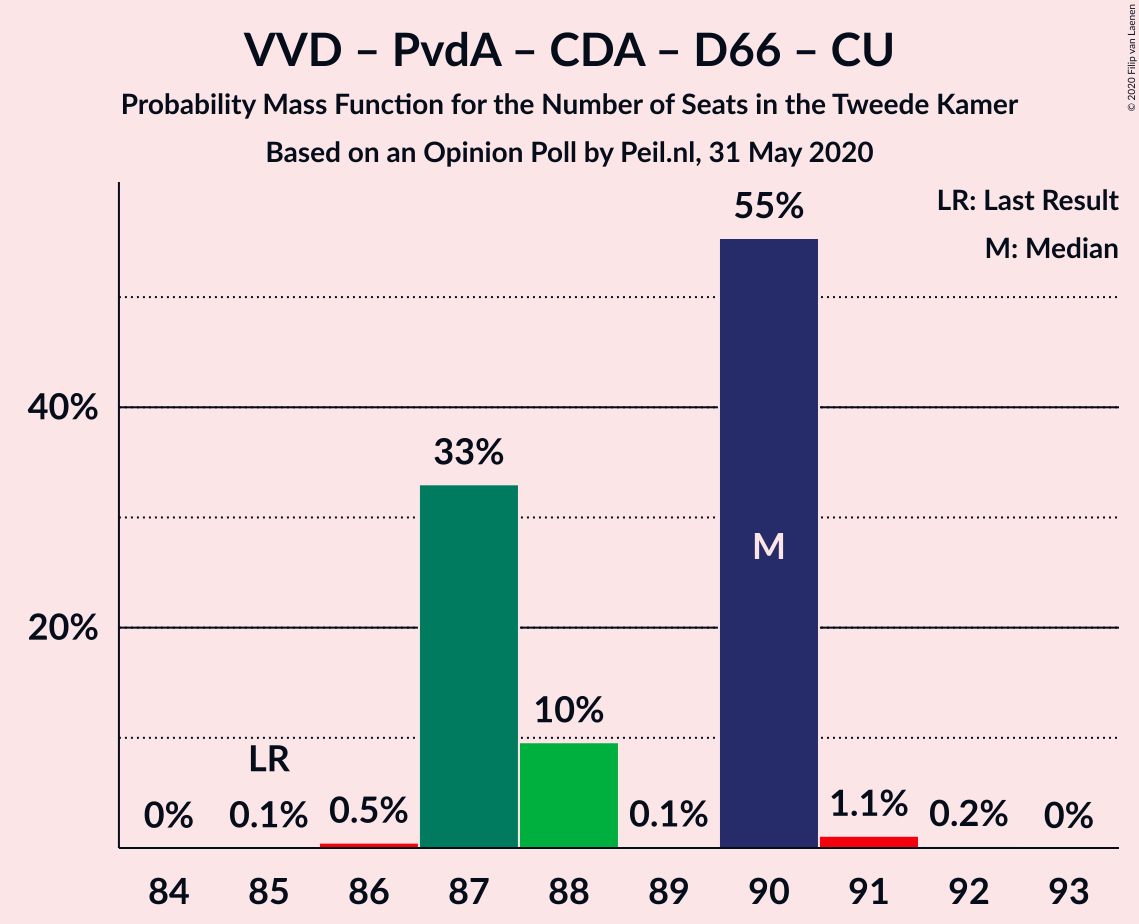 VVD – PvdA – CDA – D66 – CU
Probability Mass Function for the Number of Seats in the Tweede Kamer
Based on an Opinion Poll by Peil.nl, 31 May 2020
© 2020 Filip van Laenen
LR: Last Result
M: Median
55%
40%
33%
M
20%
10%
LR
0% 0.1% 0.5% 0.1% 1.1% 0.2% 0%
84 85 86 87 88 89 90 91 92 93